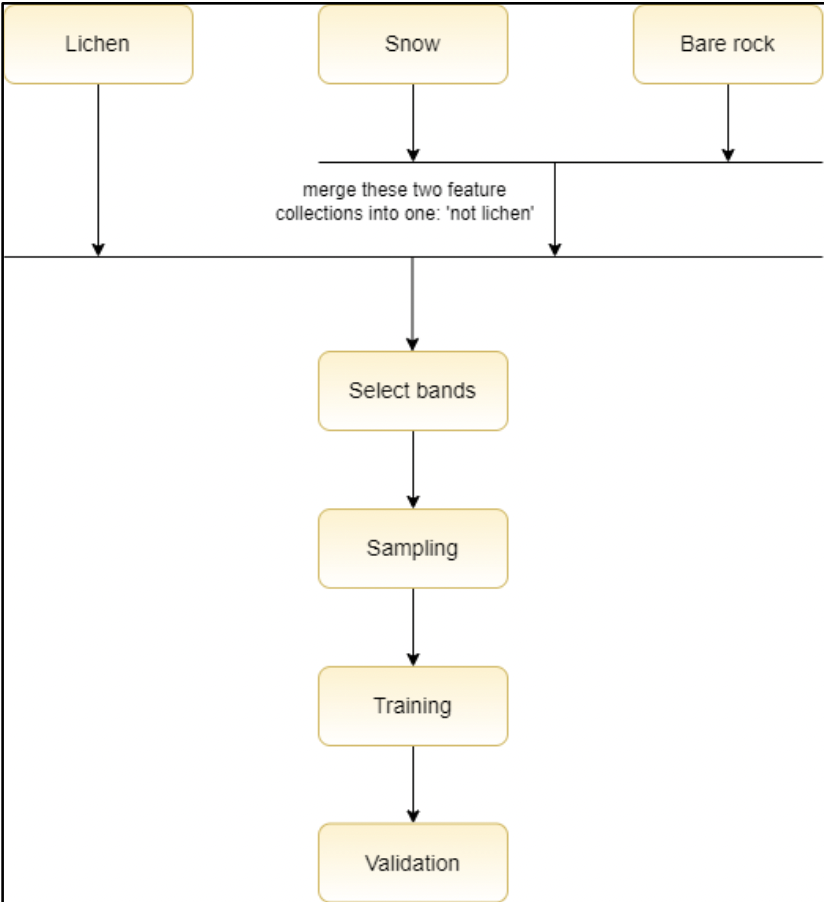 Lichen
Snow
Bare rock
merge these two feature
collections into one: 'not lichen'
Select bands
Sampling
Training
Validation